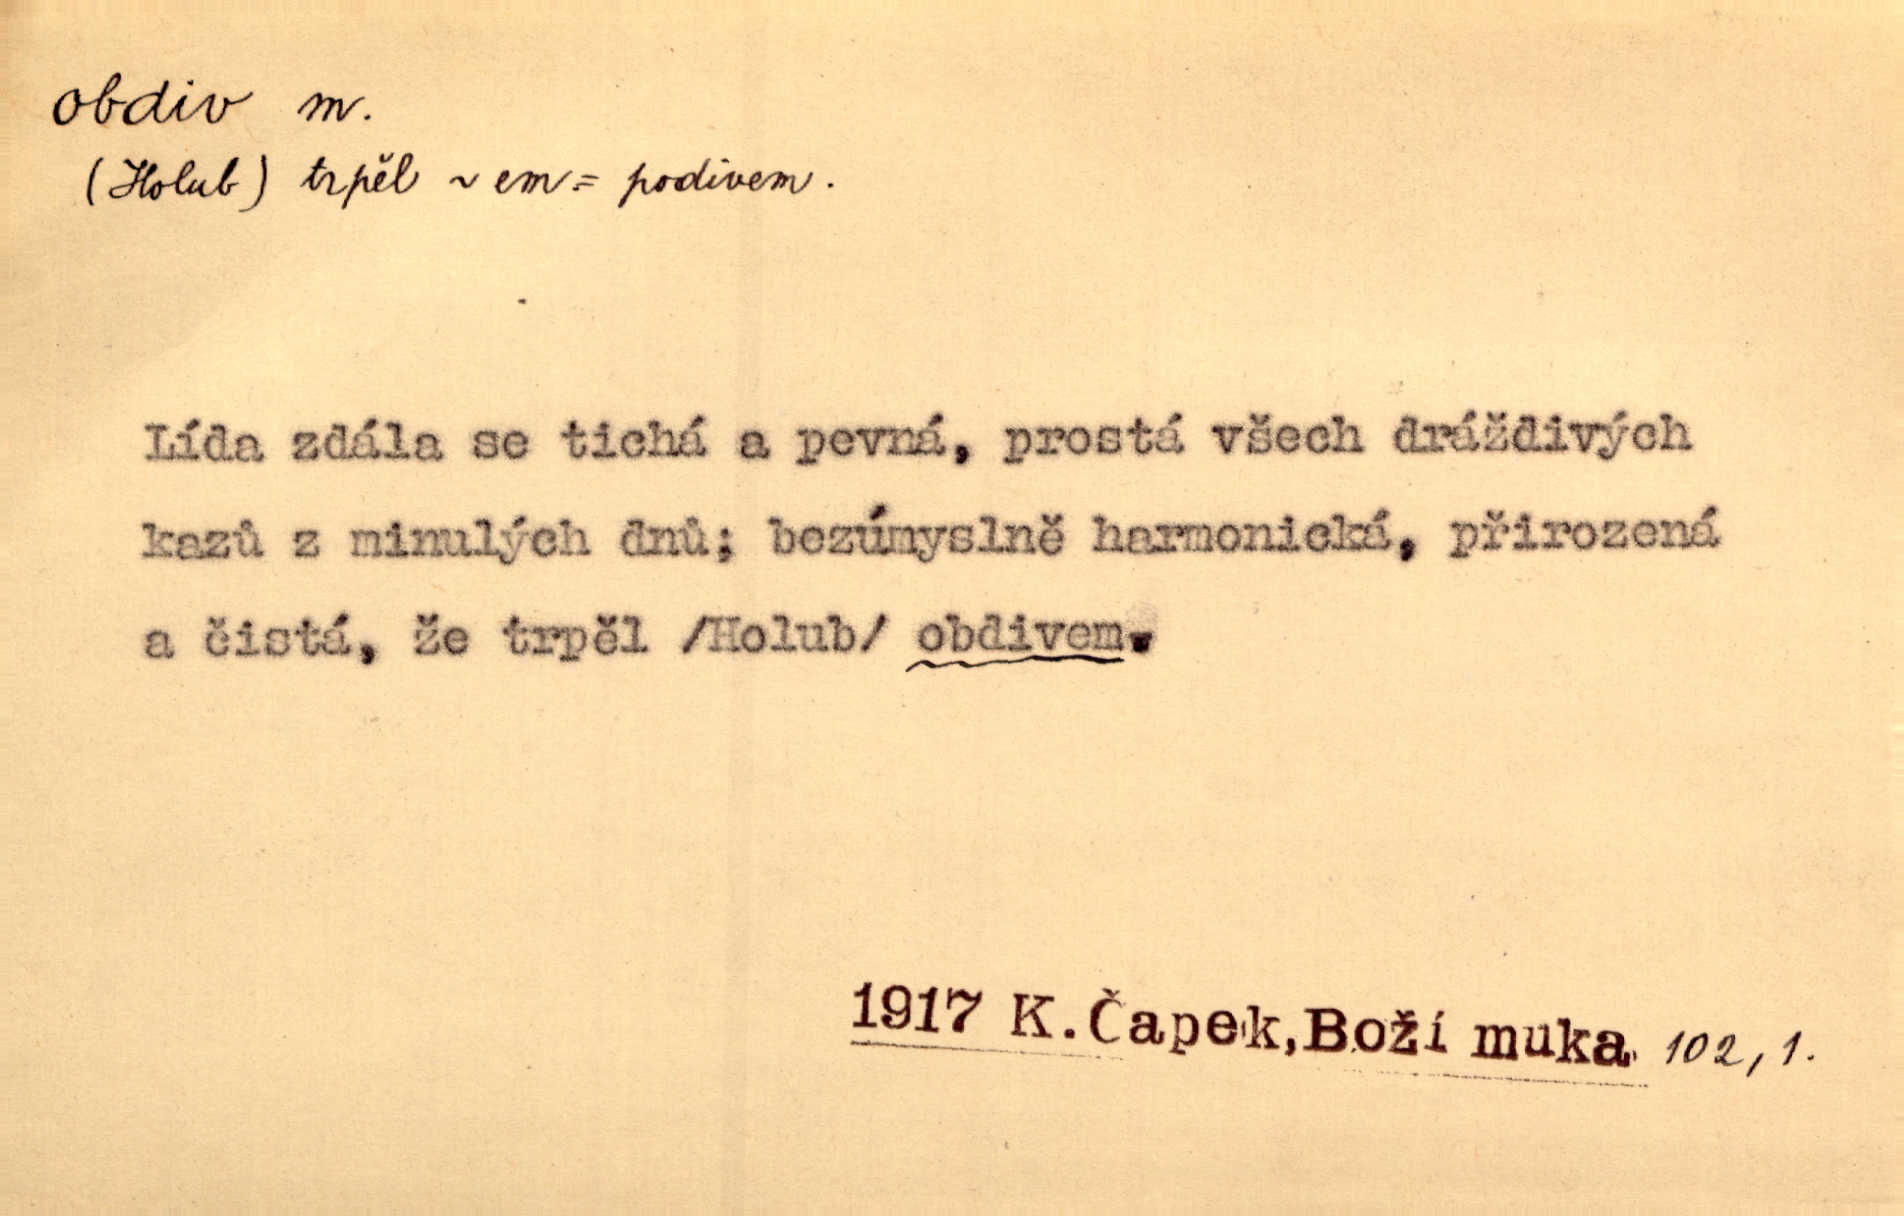 obdiv m.
(Holub) trpěl ~em = podivem.
Lída zdála se tichá a pevná, prostá všech dráždivých
kazů z minulých dnů; bezúmyslně harmonická, přirozená
a čistá, že trpěl /Holub/ obdivem.
1917 K. Čapek, Boží muka 102, 1.